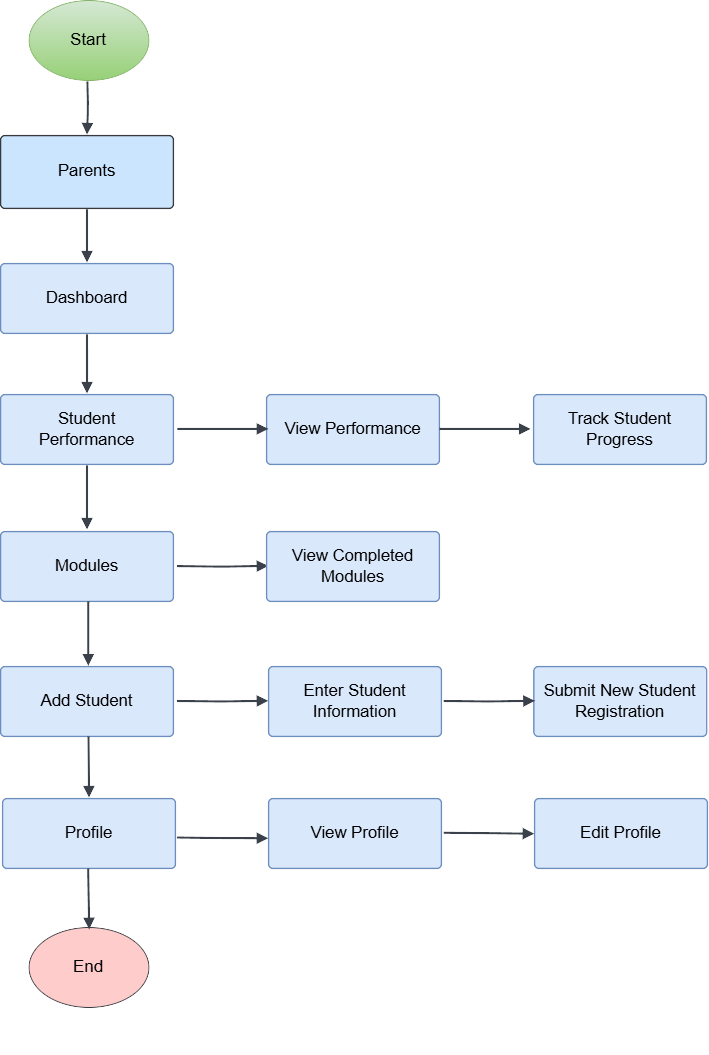 Start
Parents
Dashboard
Student
Performance
View Performance
Track Student
Progress
Modules
View Completed
Modules
Add Student
Enter Student
Information
Submit New Student
Registration
Profile
View Profile
Edit Profile
End